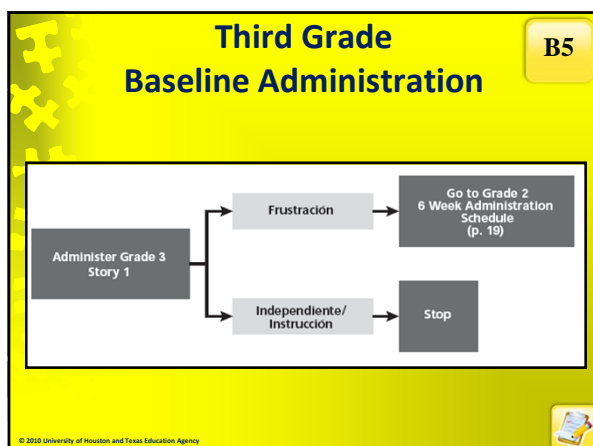 Third Grade
Baseline Administration
B5
Administer Grade 3
Story 1
Frustración
Go to Grade 2
6 Week Administration
Schedule
(p. 19)
Independiente/
Instrucción
Stop
© 2010 University of Houston and Texas Education Agency